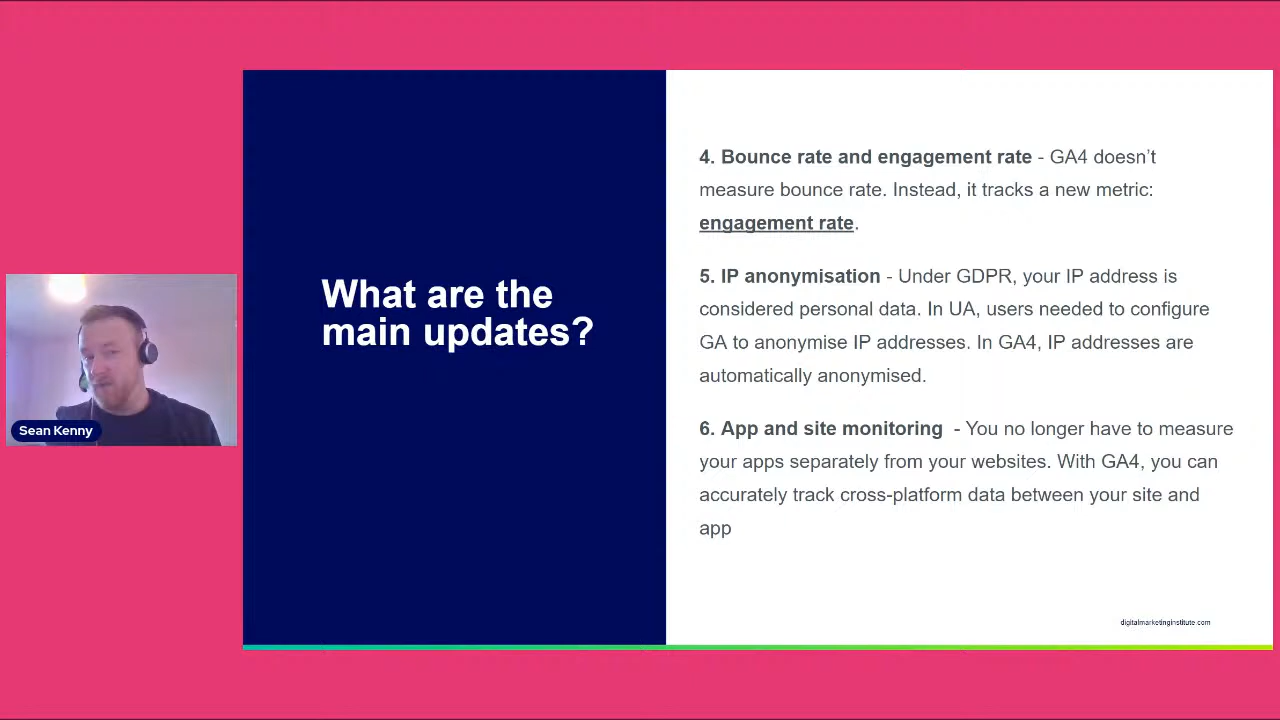 What are the
main updates?
4. Bounce rate and engagement rate - GA4 doesn’t
measure bounce rate. Instead, it tracks a new metric:
engagement rate.
5. IP anonymisation - Under GDPR, your IP address is
considered personal data. In UA, users needed to configure
GA to anonymise IP addresses. In GA4, IP addresses are
automatically anonymised.
6. App and site monitoring  - You no longer have to measure
your apps separately from your websites. With GA4, you can
accurately track cross-platform data between your site and
app
Sean Kenny
digitalmarketinginstitute.com